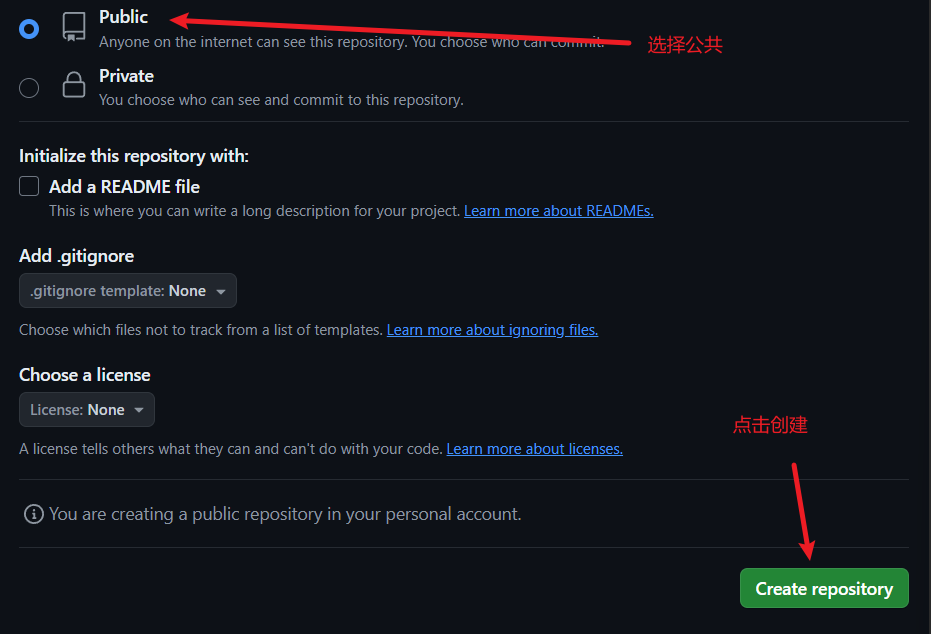 Public
Anyone on the internet can see this repository. You choose who can commit.
选择公共
Private
You choose who can see and commit to this repository.
Initialize this repository with:
Add a README file
This is where you can write a long description for your project. Learn more about READMEs.
Add .gitignore
.gitignore template: None
Choose which files not to track from a list of templates. Learn more about ignoring files.
Choose a license
License: None
A license tells others what they can and can't do with your code. Learn more about licenses.
点击创建
You are creating a public repository in your personal account.
Create repository